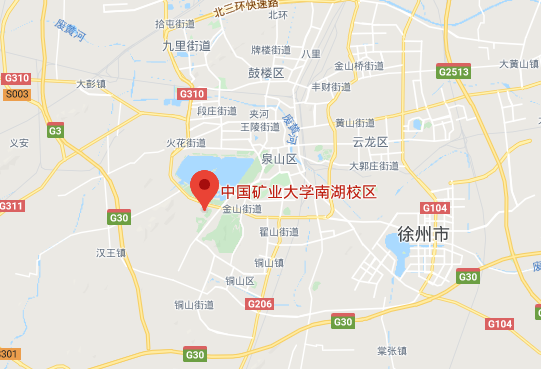 北三环快速路
拾屯街道
北环
废黄河
九里街道
牌楼街道
八里
金山桥街道
G310
大彭镇
鼓楼区
G2513
大黄山镇
S003
G310
丰财街道
段庄街道
夹河
王陵街道
废黄河
黄山街道
G3
义安
火花街道
云龙区
泉山区
大郭庄街道
中国矿业大学南湖校区
G311
G30
金山街道
G104
翟山街道
徐州市
汉王镇
铜山镇
铜山区
G30
铜山街道
G206
G30
G104
G30
棠张镇
S301